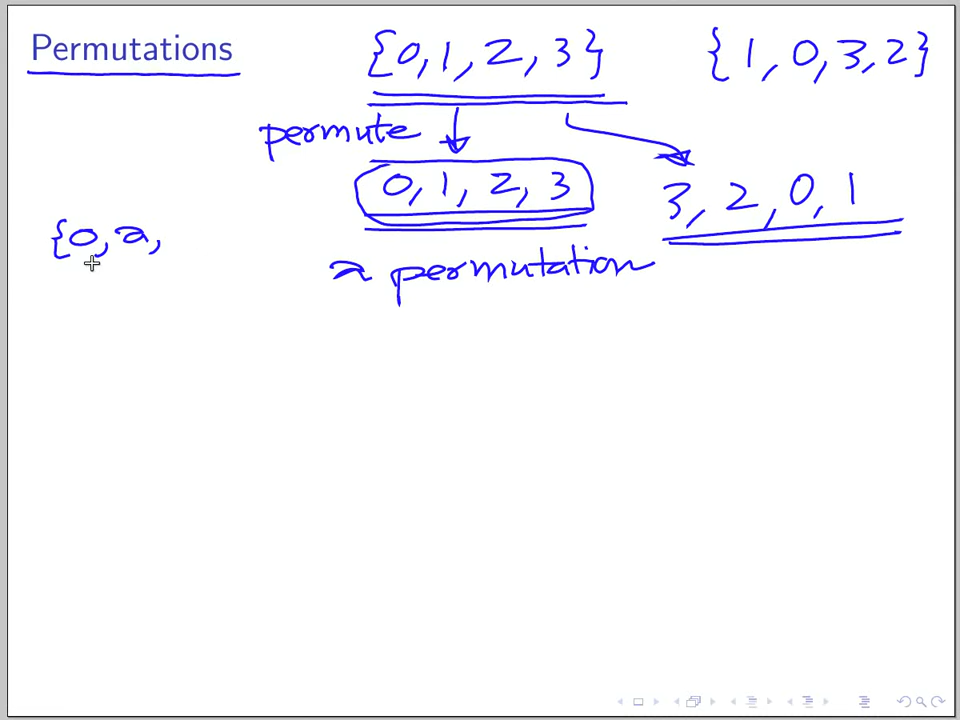 Permutations {0,1,2,3} {1,0,3,2}
permute
0,1,2,3 3,2,0,1
{0,a,
a permutation